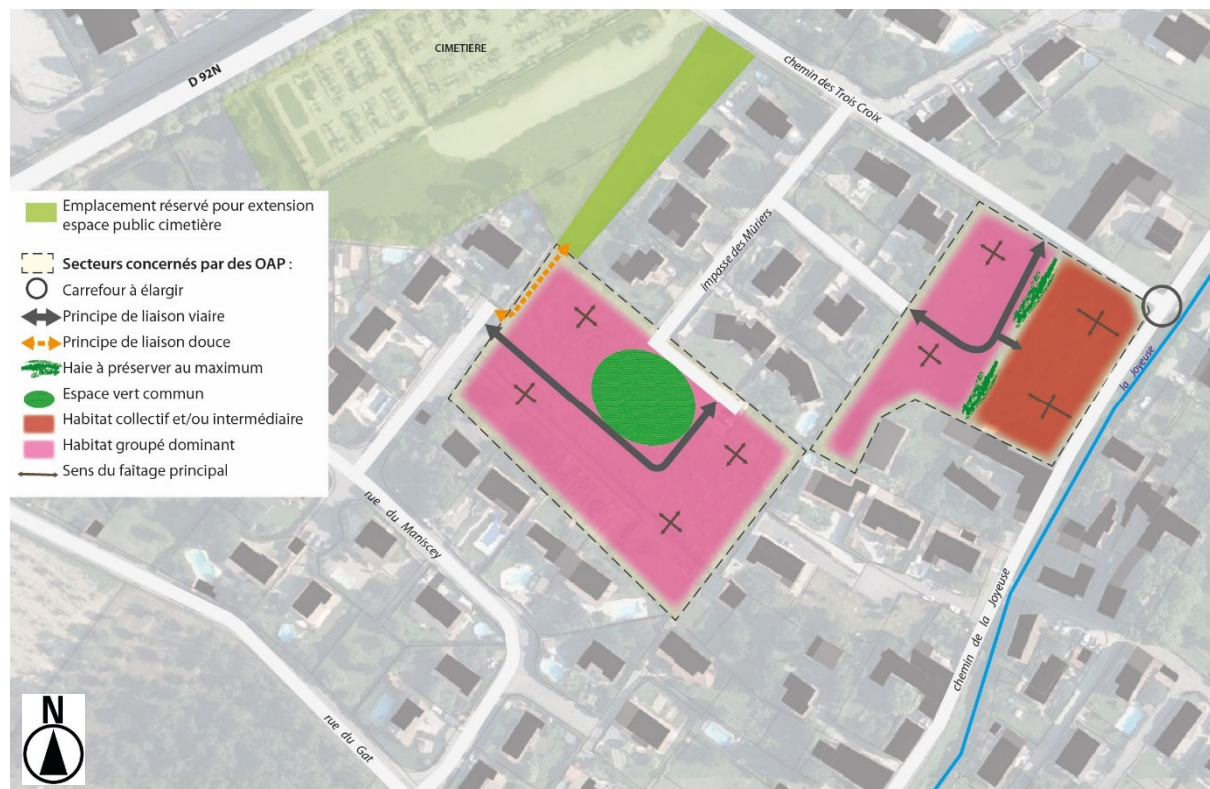 CIMETIERE
D 92N
chemin des Trois Croix
Emplacement réservé pour extension
espace public cimetière
Secteurs concernés par des OAP :
Carrefour à élargir
Principe de liaison viaire
Principe de liaison douce
Haie à préserver au maximum
Espace vert commun
Habitat collectif et/ou intermédiaire
Habitat groupé dominant
Sens du faîtage principal
impasse des Mûriers
la Joyeuse
rue du Maniscey
chemin de la Joyeuse
rue du Gat
N